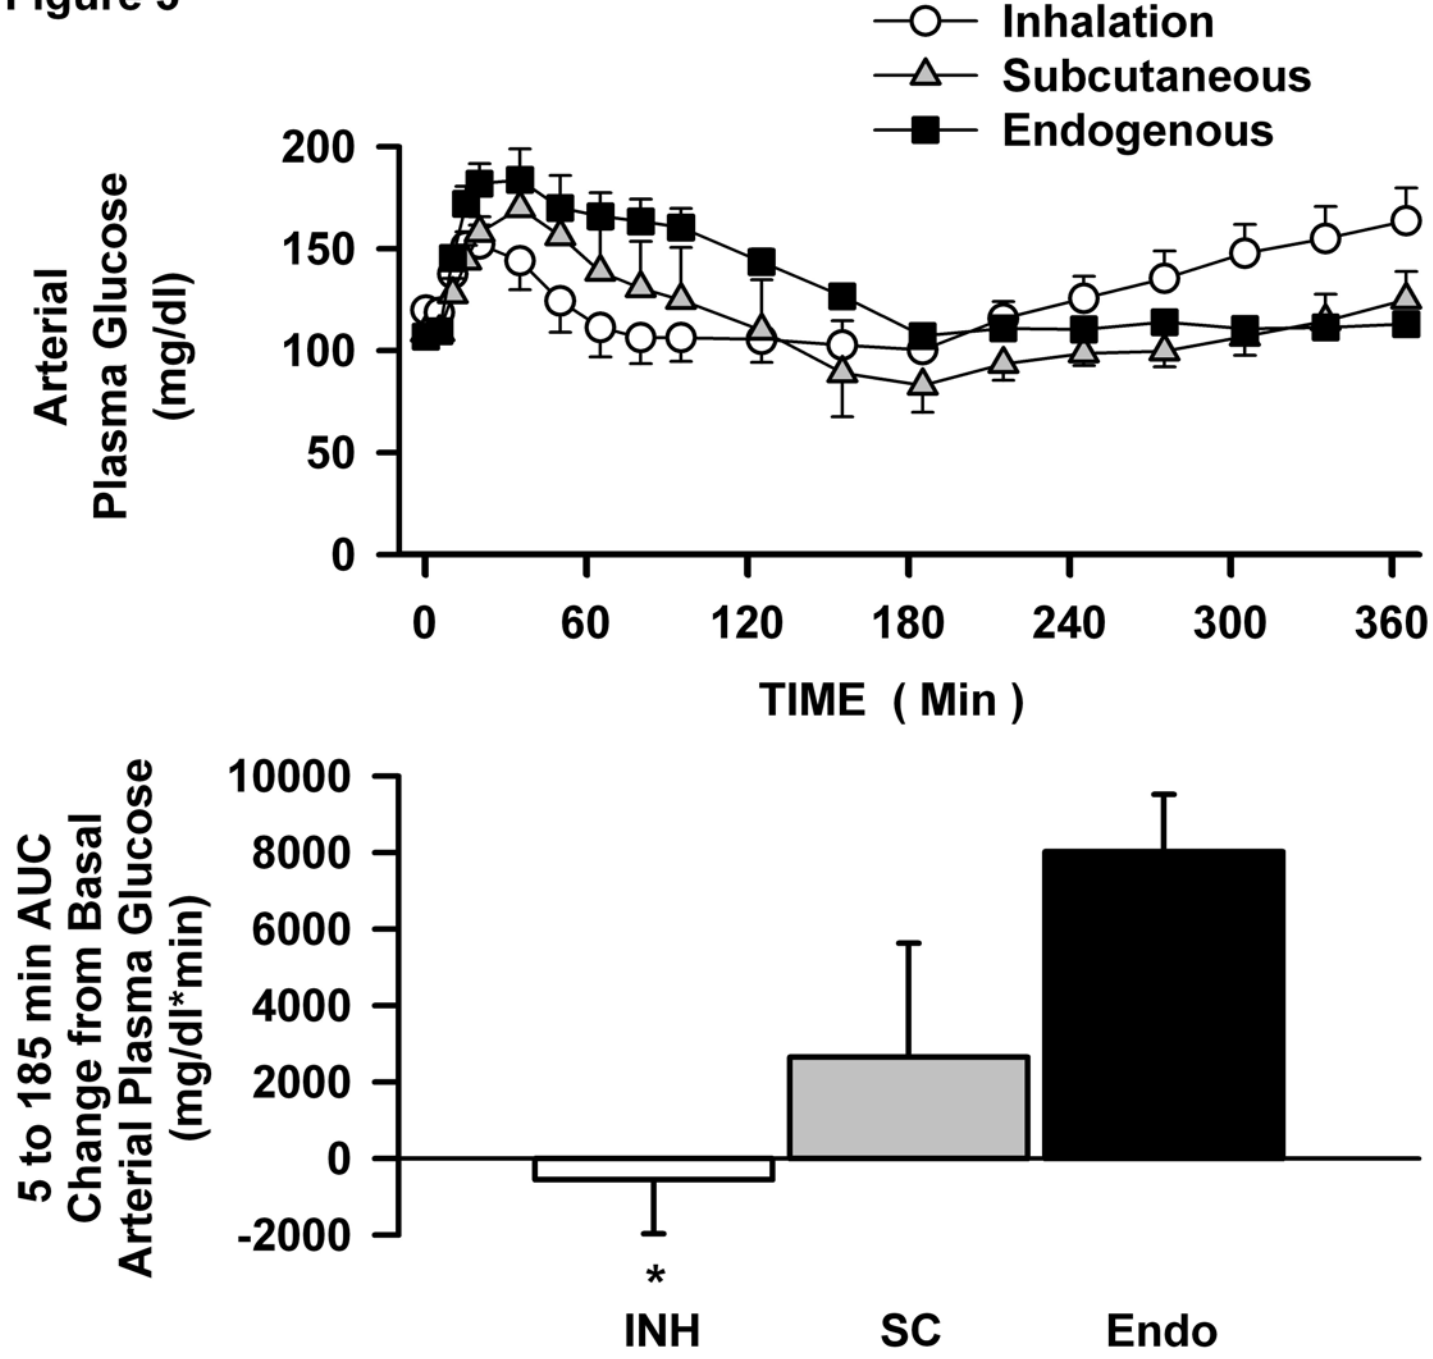 Inhalation
Subcutaneous
Endogenous
Arterial
Plasma Glucose
(mg/dl)
200
150
100
50
0
0 60 120 180 240 300 360
TIME ( Min )
5 to 185 min AUC
Change from Basal
Arterial Plasma Glucose
(mg/dl*min)
10000
8000
6000
4000
2000
0
-2000
*
INH SC Endo